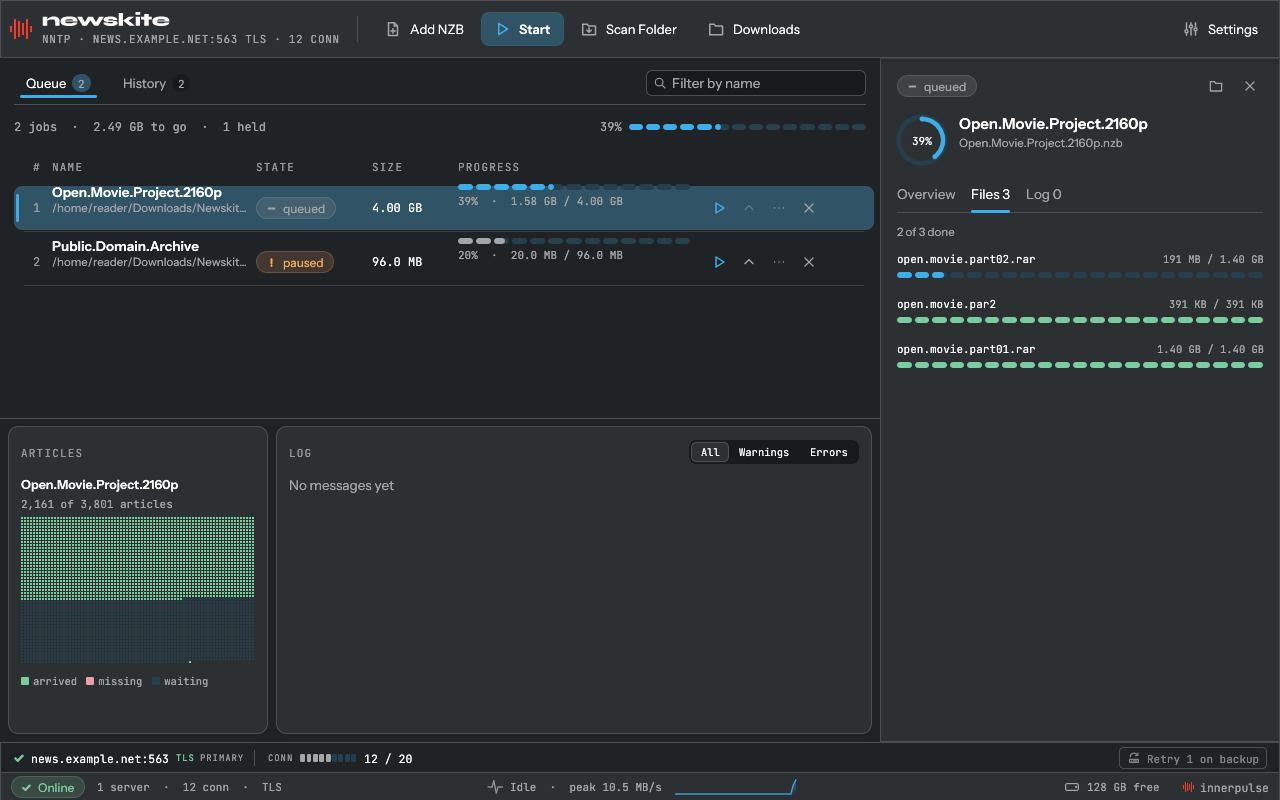 newskite
NNTP · NEWS.EXAMPLE.NET:563 TLS · 12 CONN
Add NZB
Start
Scan Folder
Downloads
Settings
Queue 2
History 2
Filter by name
2 jobs · 2.49 GB to go · 1 held
39%
# NAME STATE SIZE PROGRESS
Open.Movie.Project.2160p
1 /home/reader/Downloads/Newskit… – queued 4.00 GB 39% · 1.58 GB / 4.00 GB
Public.Domain.Archive
2 /home/reader/Downloads/Newskit… ! paused 96.0 MB 20% · 20.0 MB / 96.0 MB
– queued
39%
Open.Movie.Project.2160p
Open.Movie.Project.2160p.nzb
Overview Files 3 Log 0
2 of 3 done
open.movie.part02.rar 191 MB / 1.40 GB
open.movie.par2 391 KB / 391 KB
open.movie.part01.rar 1.40 GB / 1.40 GB
ARTICLES
Open.Movie.Project.2160p
2,161 of 3,801 articles
arrived missing waiting
LOG
All Warnings Errors
No messages yet
news.example.net:563 TLS PRIMARY CONN 12 / 20
Retry 1 on backup
Online 1 server · 12 conn · TLS
Idle · peak 10.5 MB/s
128 GB free
innerpulse